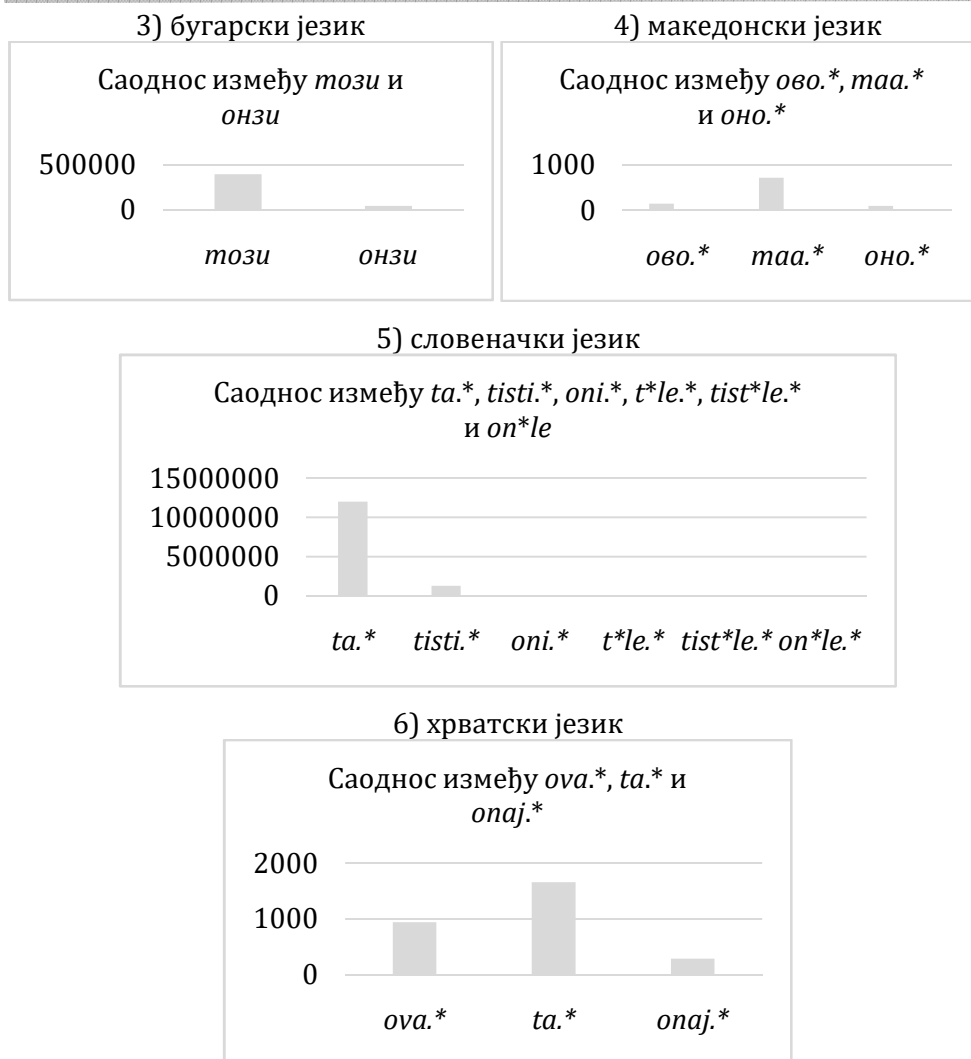 3) бугарски језик
Саоднос између този и
онзи
500000
0
този онзи
4) македонски језик
Саоднос између ово.*, таа.*
и оно.*
1000
0
ово.* таа.* оно.*
5) словеначки језик
Саоднос између ta.*, tisti.*, oni.*, t*le.*, tist*le.*
и on*le
15000000
10000000
5000000
0
ta.* tisti.* oni.* t*le.* tist*le.* on*le.*
6) хрватски језик
Саоднос између ova.*, ta.* и
onaj.*
2000
1000
0
ova.* ta.* onaj.*